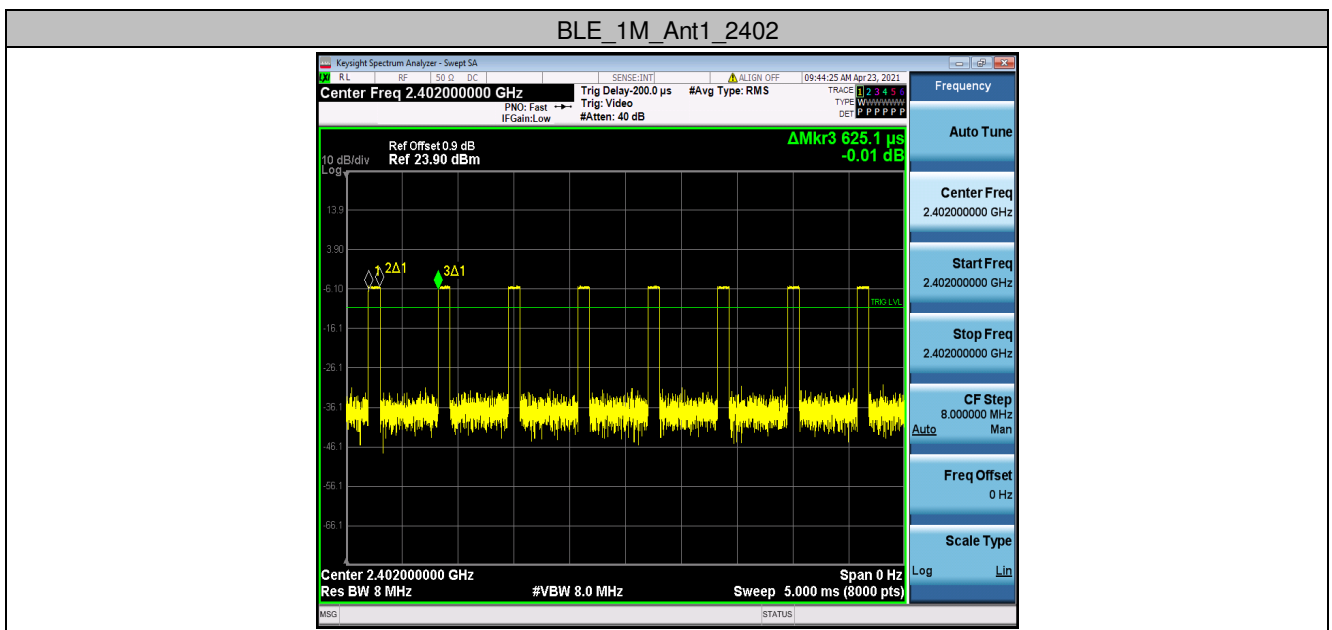 BLE_1M_Ant1_2402
Keysight Spectrum Analyzer - Swept SA
LXI RL RF 50 Ω DC SENSE:INT ALIGN OFF 09:44:25 AM Apr 23, 2021
Center Freq 2.402000000 GHz
PNO: Fast
IFGain:Low
Trig Delay-200.0 µs
Trig: Video
#Atten: 40 dB
#Avg Type: RMS
TRACE 1 2 3 4 5 6
TYPE WWWWWW
DET P P P P P P
ΔMkr3 625.1 µs
-0.01 dB
Ref Offset 0.9 dB
10 dB/div Ref 23.90 dBm
Log
13.9
3.90
-6.10
-16.1
-26.1
-36.1
-46.1
-56.1
-66.1
1 2Δ1 3Δ1
TRIG LVL
Center 2.402000000 GHz Span 0 Hz
Res BW 8 MHz #VBW 8.0 MHz Sweep 5.000 ms (8000 pts)
MSG STATUS
Frequency
Auto Tune
Center Freq
2.402000000 GHz
Start Freq
2.402000000 GHz
Stop Freq
2.402000000 GHz
CF Step
8.000000 MHz
Auto Man
Freq Offset
0 Hz
Scale Type
Log Lin